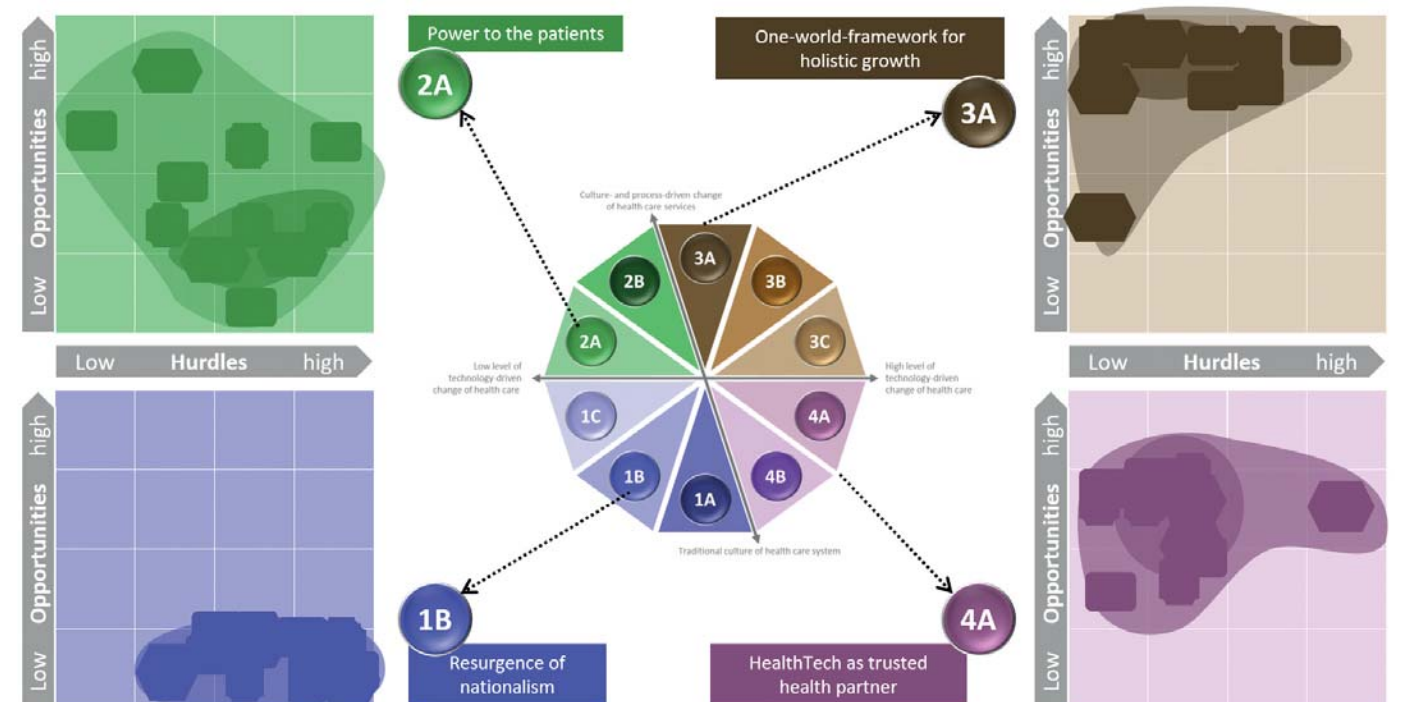 Power to the patients
2A
One-world-framework for
holistic growth
3A
Low Opportunities high
Low Hurdles high
Low Opportunities high
Low Hurdles high
Culture- and process-driven change
of health care services
3A
2B
3B
2A
3C
Low level of
technology-driven
change of health care
High level of
technology-driven
change of health care
1C
4A
1B
4B
1A
Traditional culture of health care system
Low Opportunities high
Low Opportunities high
1B
Resurgence of
nationalism
4A
HealthTech as trusted
health partner